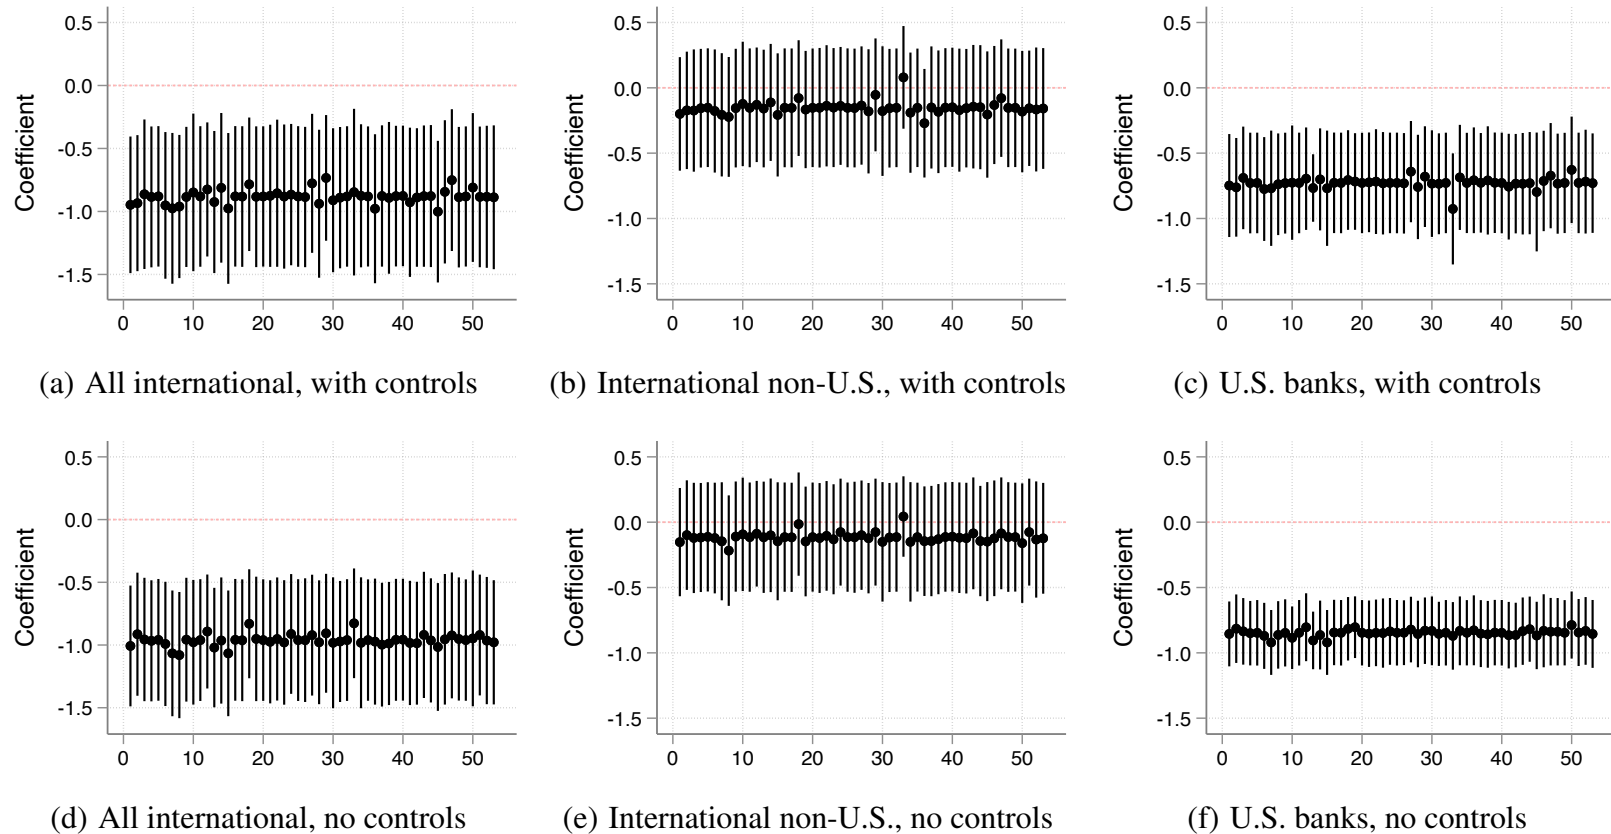 0.5
0.0
-0.5
-1.0
-1.5
Coefficient
0 10 20 30 40 50
(a) All international, with controls
0.5
0.0
-0.5
-1.0
-1.5
Coefficient
0 10 20 30 40 50
(b) International non-U.S., with controls
0.5
0.0
-0.5
-1.0
-1.5
Coefficient
0 10 20 30 40 50
(c) U.S. banks, with controls
0.5
0.0
-0.5
-1.0
-1.5
Coefficient
0 10 20 30 40 50
(d) All international, no controls
0.5
0.0
-0.5
-1.0
-1.5
Coefficient
0 10 20 30 40 50
(e) International non-U.S., no controls
0.5
0.0
-0.5
-1.0
-1.5
Coefficient
0 10 20 30 40 50
(f) U.S. banks, no controls